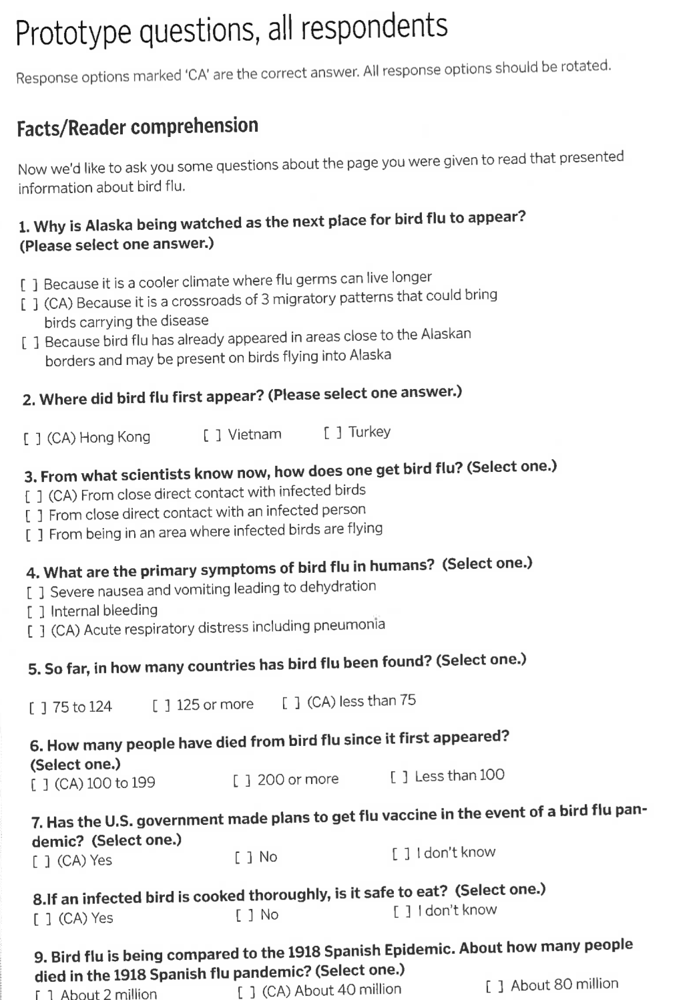 Prototype questions, all respondents
Response options marked 'CA' are the correct answer. All response options should be rotated.
Facts/Reader comprehension
Now we'd like to ask you some questions about the page you were given to read that presented
information about bird flu.
1. Why is Alaska being watched as the next place for bird flu to appear?
(Please select one answer.)
[ ] Because it is a cooler climate where flu germs can live longer
[ ] (CA) Because it is a crossroads of 3 migratory patterns that could bring
birds carrying the disease
[ ] Because bird flu has already appeared in areas close to the Alaskan
borders and may be present on birds flying into Alaska
2. Where did bird flu first appear? (Please select one answer.)
[ ] (CA) Hong Kong [ ] Vietnam [ ] Turkey
3. From what scientists know now, how does one get bird flu? (Select one.)
[ ] (CA) From close direct contact with infected birds
[ ] From close direct contact with an infected person
[ ] From being in an area where infected birds are flying
4. What are the primary symptoms of bird flu in humans? (Select one.)
[ ] Severe nausea and vomiting leading to dehydration
[ ] Internal bleeding
[ ] (CA) Acute respiratory distress including pneumonia
5. So far, in how many countries has bird flu been found? (Select one.)
[ ] 75 to 124 [ ] 125 or more [ ] (CA) less than 75
6. How many people have died from bird flu since it first appeared?
(Select one.)
[ ] (CA) 100 to 199 [ ] 200 or more [ ] Less than 100
7. Has the U.S. government made plans to get flu vaccine in the event of a bird flu pan-
demic? (Select one.)
[ ] (CA) Yes [ ] No [ ] I don't know
8.If an infected bird is cooked thoroughly, is it safe to eat? (Select one.)
[ ] (CA) Yes [ ] No [ ] I don't know
9. Bird flu is being compared to the 1918 Spanish Epidemic. About how many people
died in the 1918 Spanish flu pandemic? (Select one.)
[ ] About 2 million [ ] (CA) About 40 million [ ] About 80 million